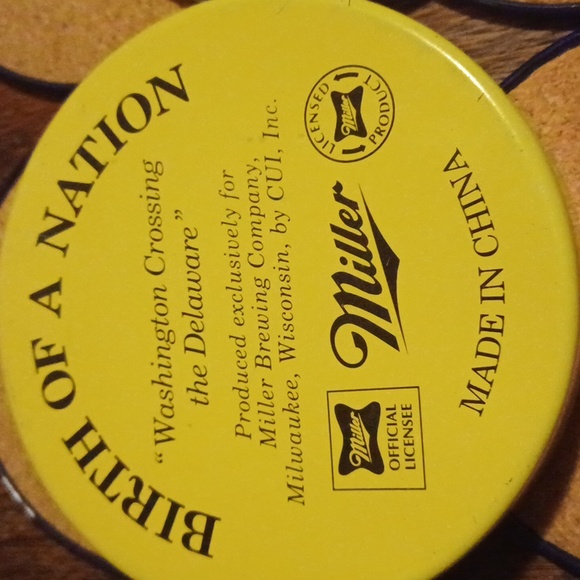 BIRTH OF A NATION
“Washington Crossing
the Delaware”
Produced exclusively for
Miller Brewing Company,
Milwaukee, Wisconsin, by CUI, Inc.
Miller
OFFICIAL
LICENSEE
Miller
LICENSED
Miller
PRODUCT
MADE IN CHINA